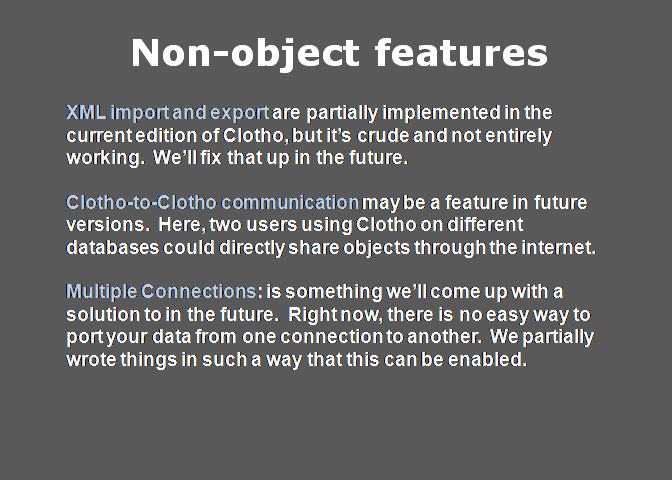 Non-object features
XML import and export are partially implemented in the
current edition of Clotho, but it’s crude and not entirely
working. We’ll fix that up in the future.
Clotho-to-Clotho communication may be a feature in future
versions. Here, two users using Clotho on different
databases could directly share objects through the internet.
Multiple Connections: is something we’ll come up with a
solution to in the future. Right now, there is no easy way to
port your data from one connection to another. We partially
wrote things in such a way that this can be enabled.